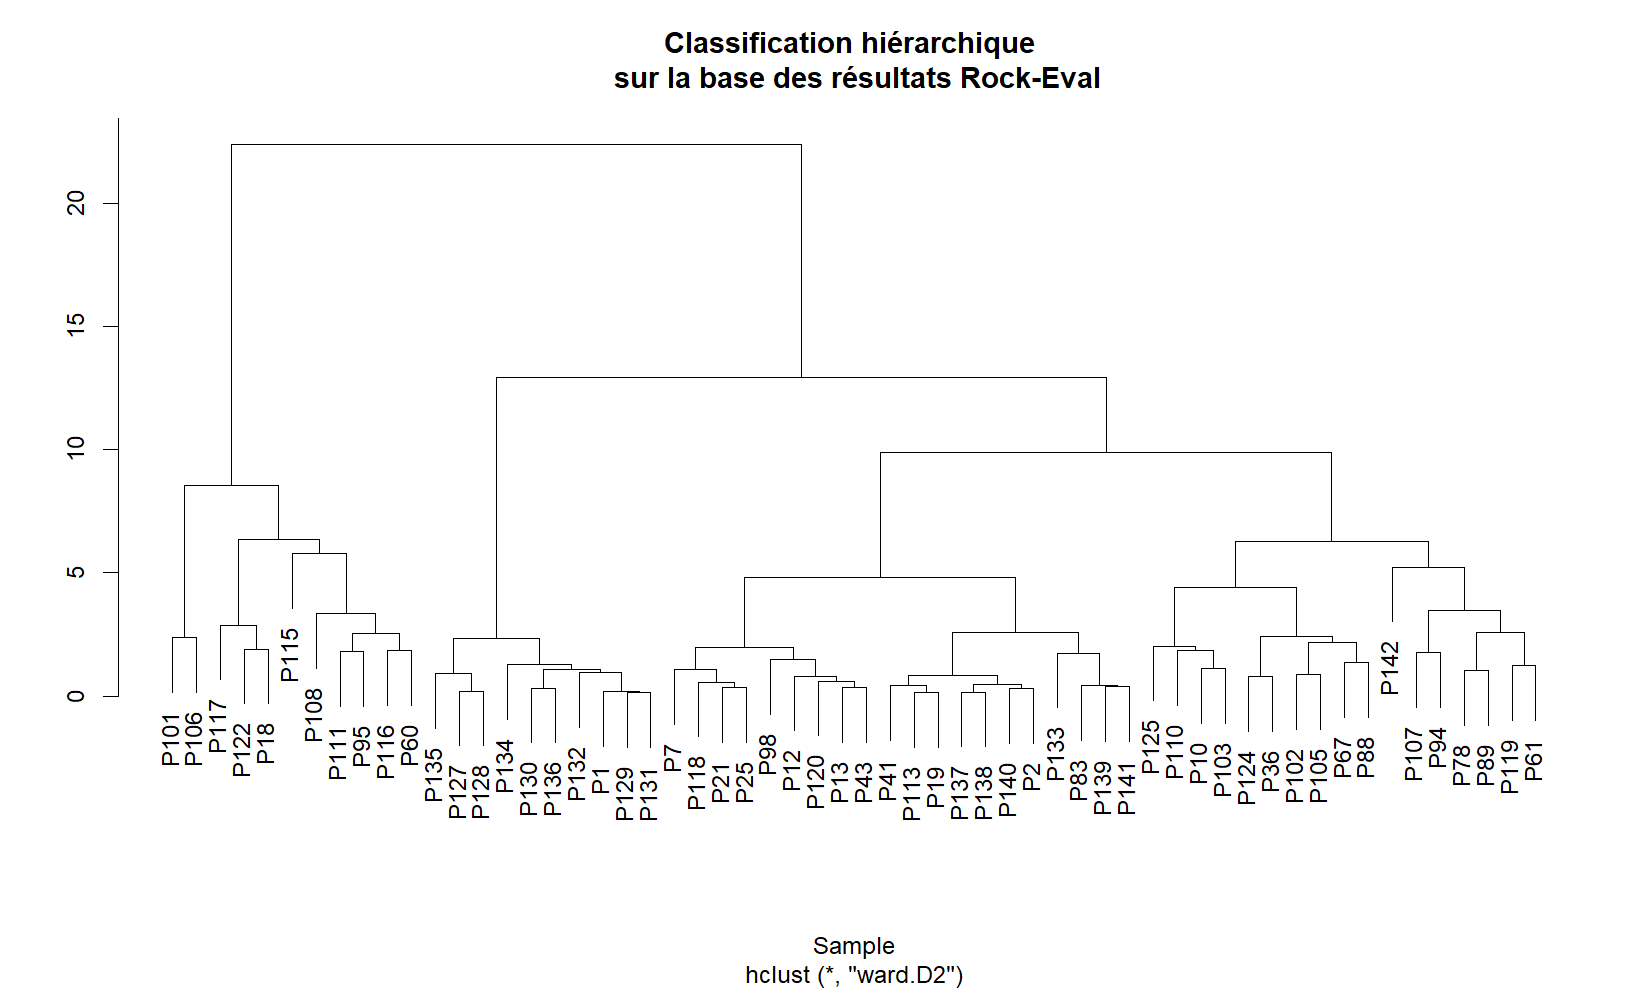 Classification hiérarchique
sur la base des résultats Rock-Eval
20
15
10
5
0
P101
P106
P117
P122
P18
P115
P108
P111
P95
P116
P60
P135
P127
P128
P134
P130
P136
P132
P1
P129
P131
P7
P118
P21
P25
P98
P12
P120
P13
P43
P41
P113
P19
P137
P138
P140
P2
P133
P83
P139
P141
P125
P110
P10
P103
P124
P36
P102
P105
P67
P88
P142
P107
P94
P78
P89
P119
P61
Sample
hclust (*, "ward.D2")